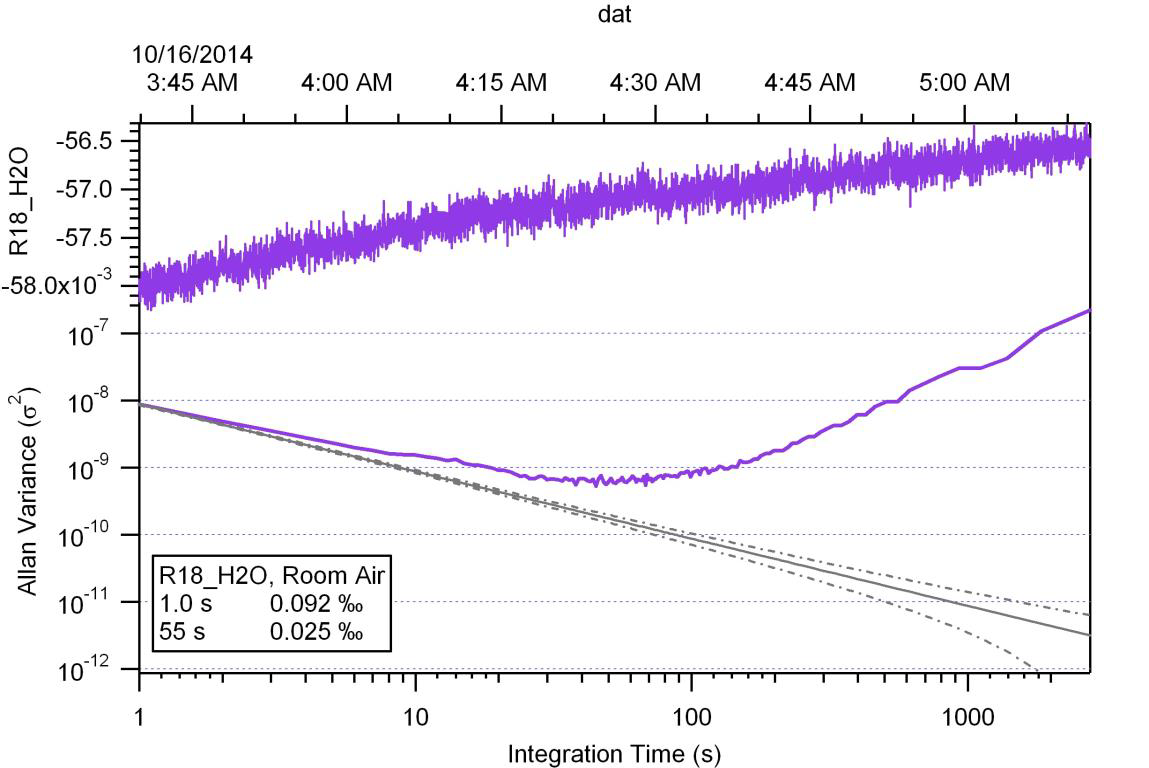 dat
10/16/2014
3:45 AM 4:00 AM 4:15 AM 4:30 AM 4:45 AM 5:00 AM
R18_H2O
-56.5
-57.0
-57.5
-58.0x10⁻³
Allan Variance (σ²)
10⁻⁷
10⁻⁸
10⁻⁹
10⁻¹⁰
10⁻¹¹
10⁻¹²
R18_H2O, Room Air
1.0 s 0.092 ‰
55 s 0.025 ‰
1 10 100 1000
Integration Time (s)